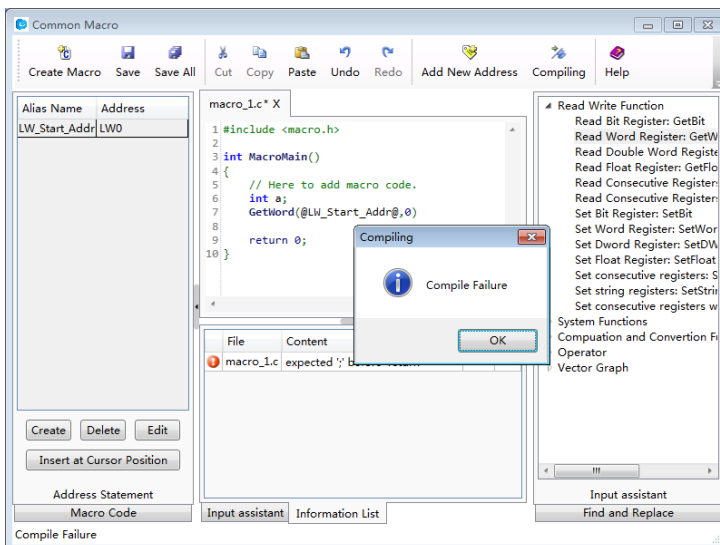 Common Macro
Create Macro Save Save All Cut Copy Paste Undo Redo Add New Address Compiling Help
Alias Name Address
LW_Start_Addr LW0
Create Delete Edit
Insert at Cursor Position
Address Statement
Macro Code
macro_1.c* X
1 #include <macro.h>
2
3 int MacroMain()
4 {
5 // Here to add macro code.
6 int a;
7 GetWord(@LW_Start_Addr@,0)
8
9 return 0;
10 }
Compiling
Compile Failure
OK
File Content
macro_1.c expected ';' before 'return'
Input assistant Information List
Read Write Function
Read Bit Register: GetBit
Read Word Register: GetW
Read Double Word Registe
Read Float Register: GetFlo
Read Consecutive Register
Read Consecutive Register
Set Bit Register: SetBit
Set Word Register: SetWor
Set Dword Register: SetDW
Set Float Register: SetFloat
Set consecutive registers: S
Set string registers: SetStrin
Set consecutive registers w
System Functions
Compuation and Convertion Fu
Operator
Vector Graph
Input assistant
Find and Replace
Compile Failure